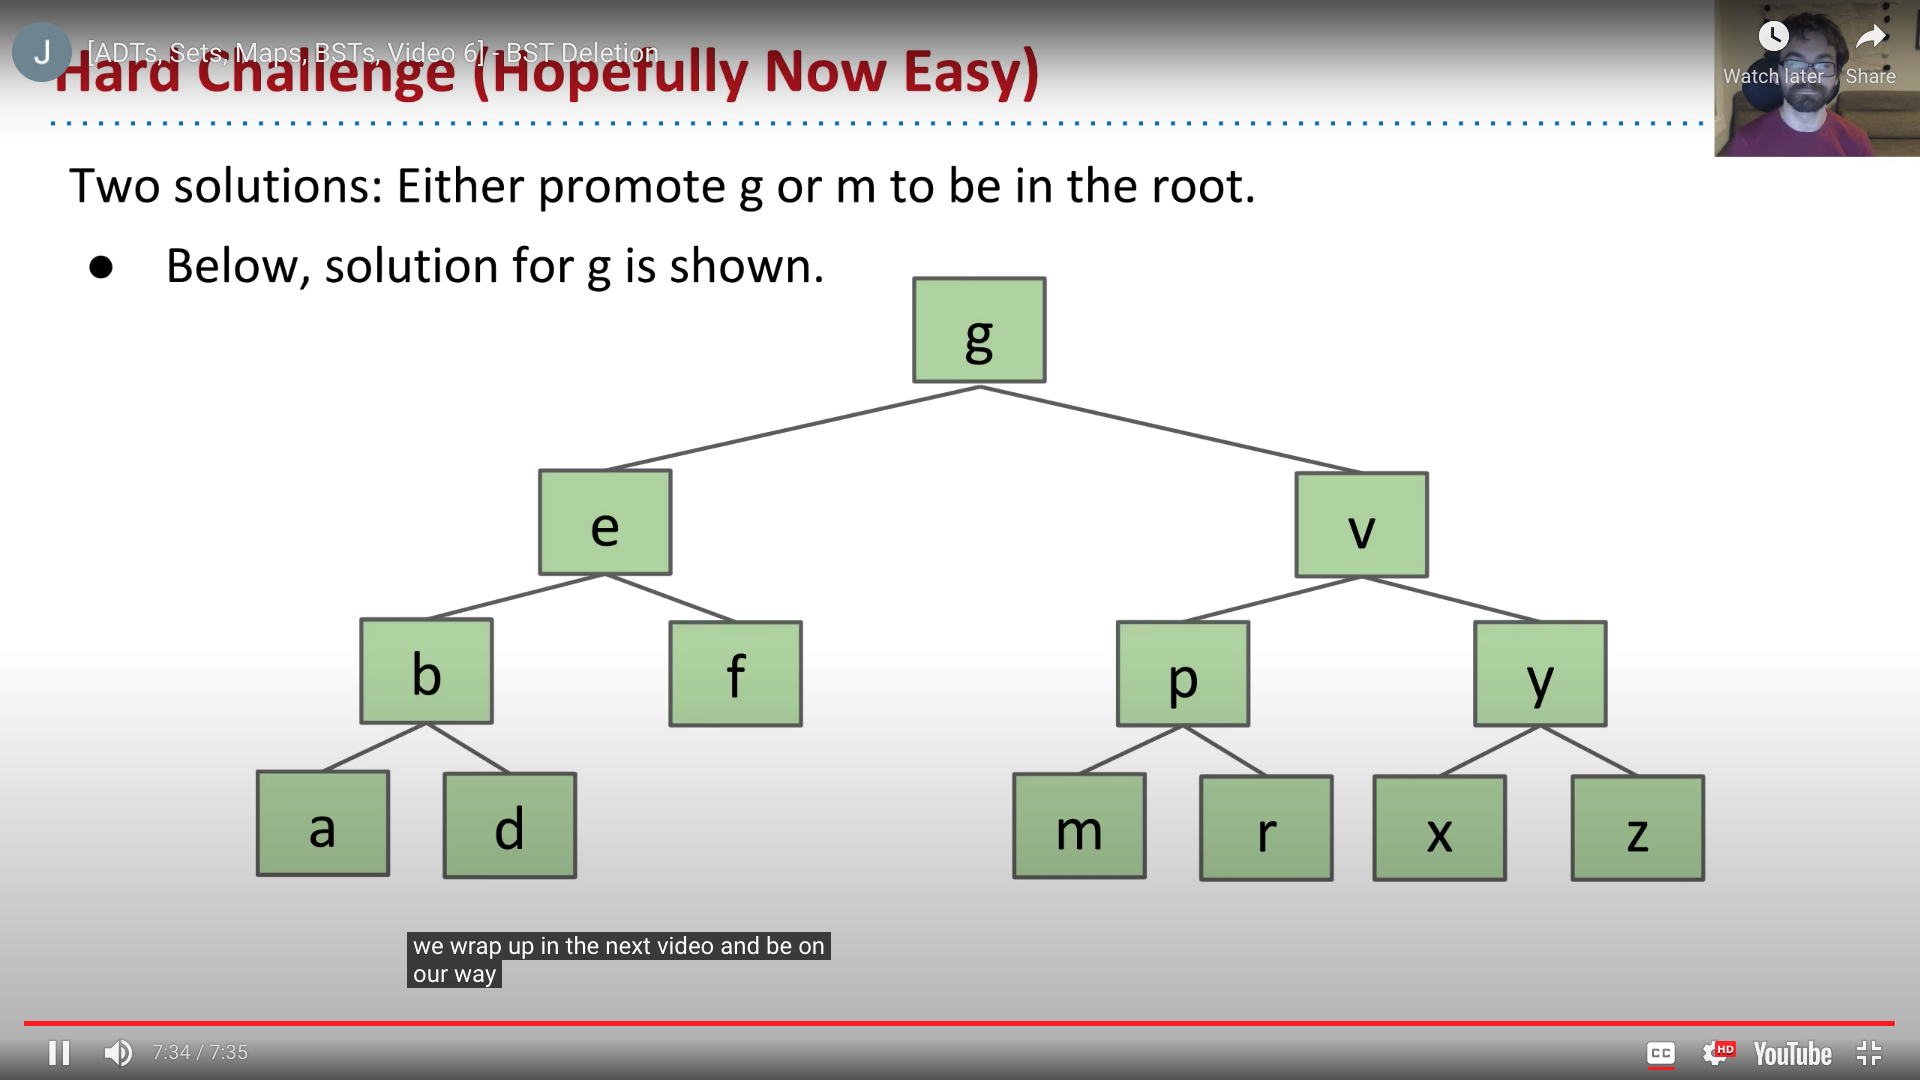 J
[ADTs, Sets, Maps, BSTs, Video 6] - BST Deletion
Watch later
Share
Hard Challenge (Hopefully Now Easy)
Two solutions: Either promote g or m to be in the root.
● Below, solution for g is shown.
g
e v
b f p y
a d m r x z
we wrap up in the next video and be on
our way
7:34 / 7:35
CC
HD
YouTube